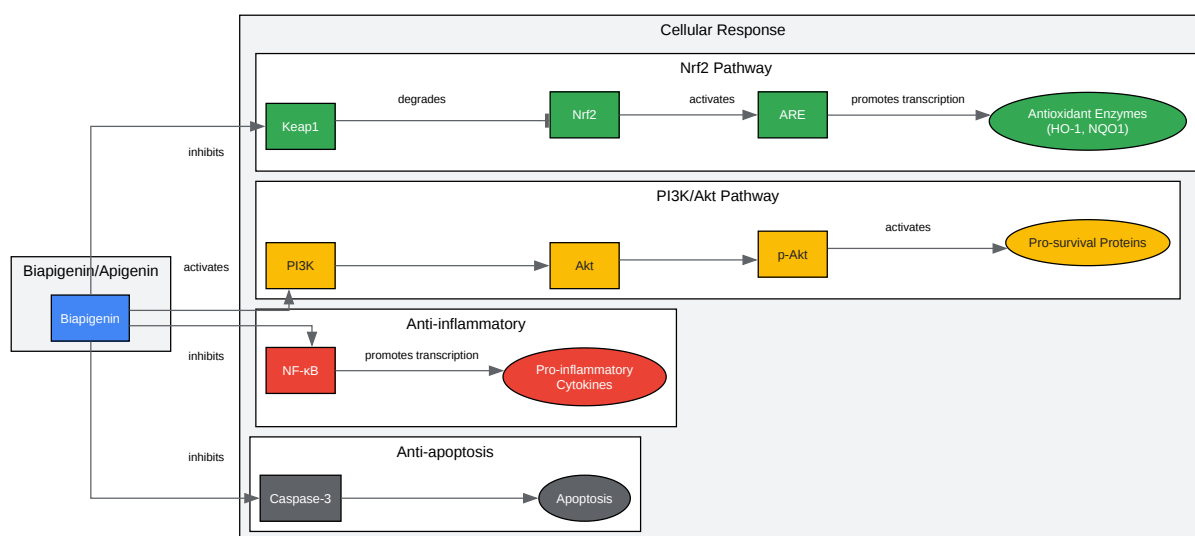 Cellular Response
Nrf2 Pathway
Keap1
degrades
Nrf2
activates
ARE
promotes transcription
Antioxidant Enzymes
(HO-1, NQO1)
inhibits
PI3K/Akt Pathway
PI3K
Akt
p-Akt
activates
Pro-survival Proteins
Biapigenin/Apigenin
Biapigenin
activates
Anti-inflammatory
inhibits
NF-κB
promotes transcription
Pro-inflammatory
Cytokines
Anti-apoptosis
inhibits
Caspase-3
Apoptosis